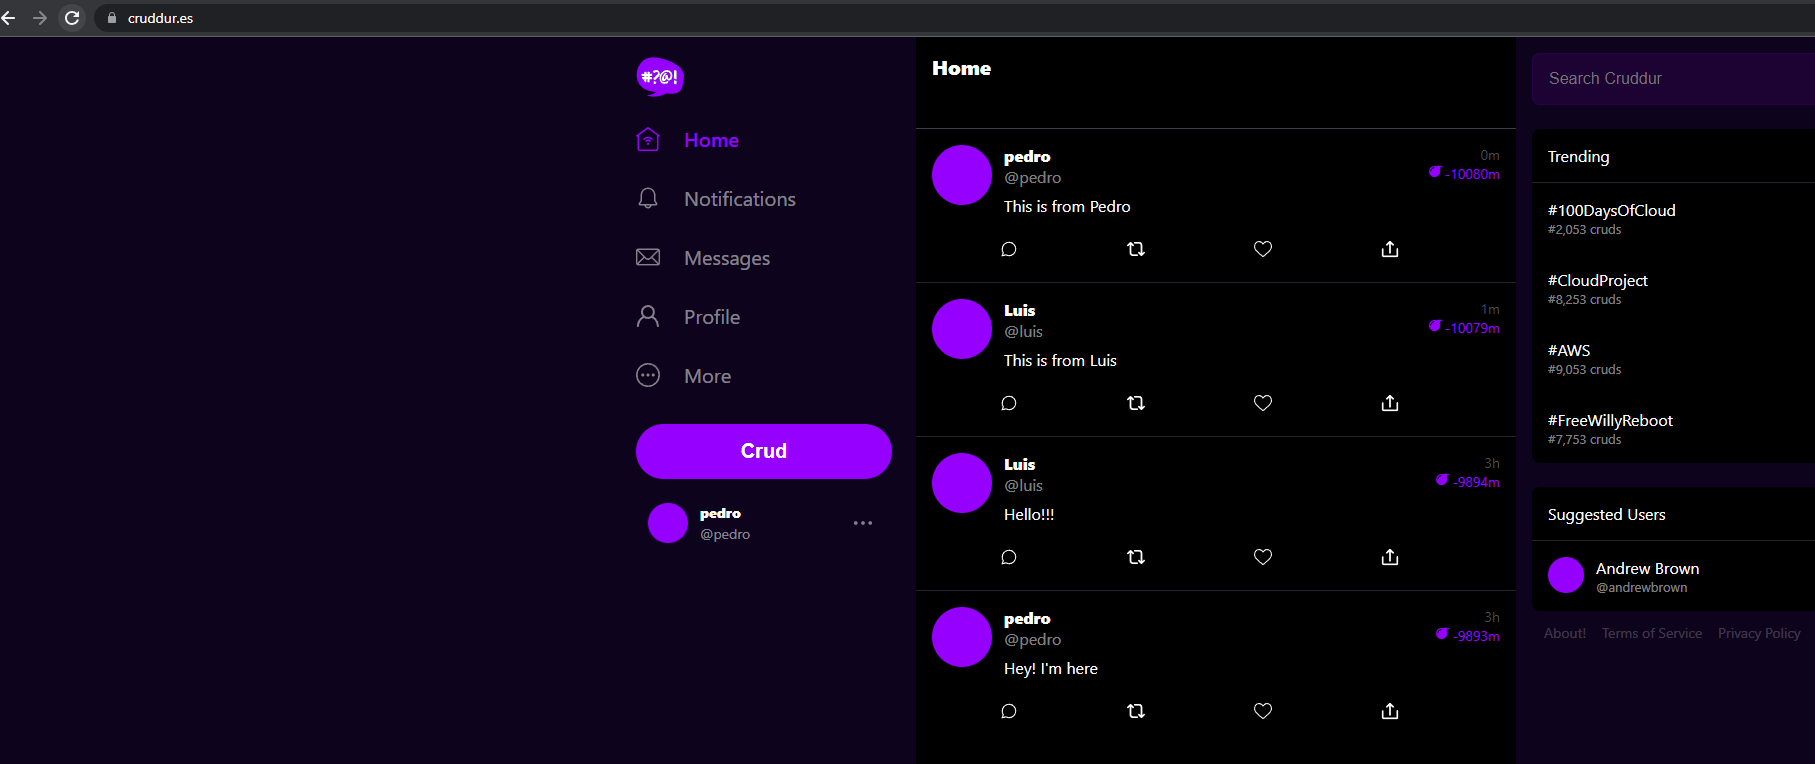 cruddur.es
#?@!
Home
Notifications
Messages
Profile
More
Crud
pedro
@pedro
Home
pedro
@pedro
0m
-10080m
This is from Pedro
Luis
@luis
1m
-10079m
This is from Luis
Luis
@luis
3h
-9894m
Hello!!!
pedro
@pedro
3h
-9893m
Hey! I'm here
Search Cruddur
Trending
#100DaysOfCloud
#2,053 cruds
#CloudProject
#8,253 cruds
#AWS
#9,053 cruds
#FreeWillyReboot
#7,753 cruds
Suggested Users
Andrew Brown
@andrewbrown
About! Terms of Service Privacy Policy